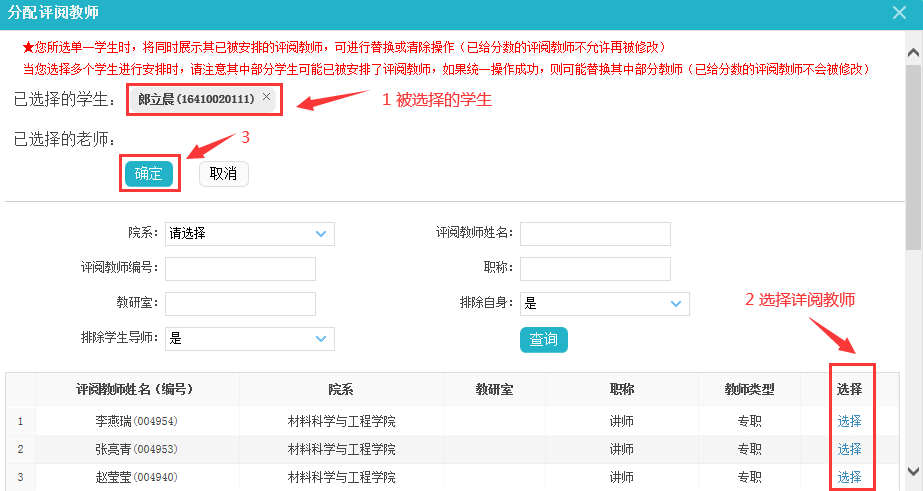 分配评阅教师
★您所选单一学生时，将同时展示其已被安排的评阅教师，可进行替换或清除操作（已给分数的评阅教师不允许再被修改）
当您选择多个学生进行安排时，请注意其中部分学生可能已被安排了评阅教师，如果统一操作成功，则可能替换其中部分教师（已给分数的评阅教师不会被修改）
已选择的学生： 郎立晨(16410020111) × 1 被选择的学生
已选择的老师：
3
确定 取消
院系： 请选择 评阅教师姓名：
评阅教师编号： 职称：
教研室： 排除自身： 是
2 选择详阅教师
排除学生导师： 是 查询
评阅教师姓名（编号） 院系 教研室 职称 教师类型 选择
1 李燕瑞(004954) 材料科学与工程学院 讲师 专职 选择
2 张亮青(004953) 材料科学与工程学院 讲师 专职 选择
3 赵莹莹(004940) 材料科学与工程学院 讲师 专职 选择